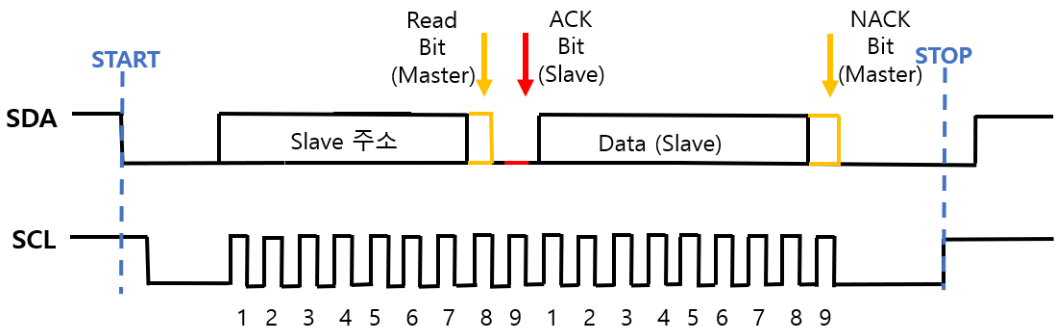 START
Read
Bit
(Master)
ACK
Bit
(Slave)
NACK
Bit
(Master)
STOP
SDA
Slave 주소
Data (Slave)
SCL
1 2 3 4 5 6 7 8 9 1 2 3 4 5 6 7 8 9